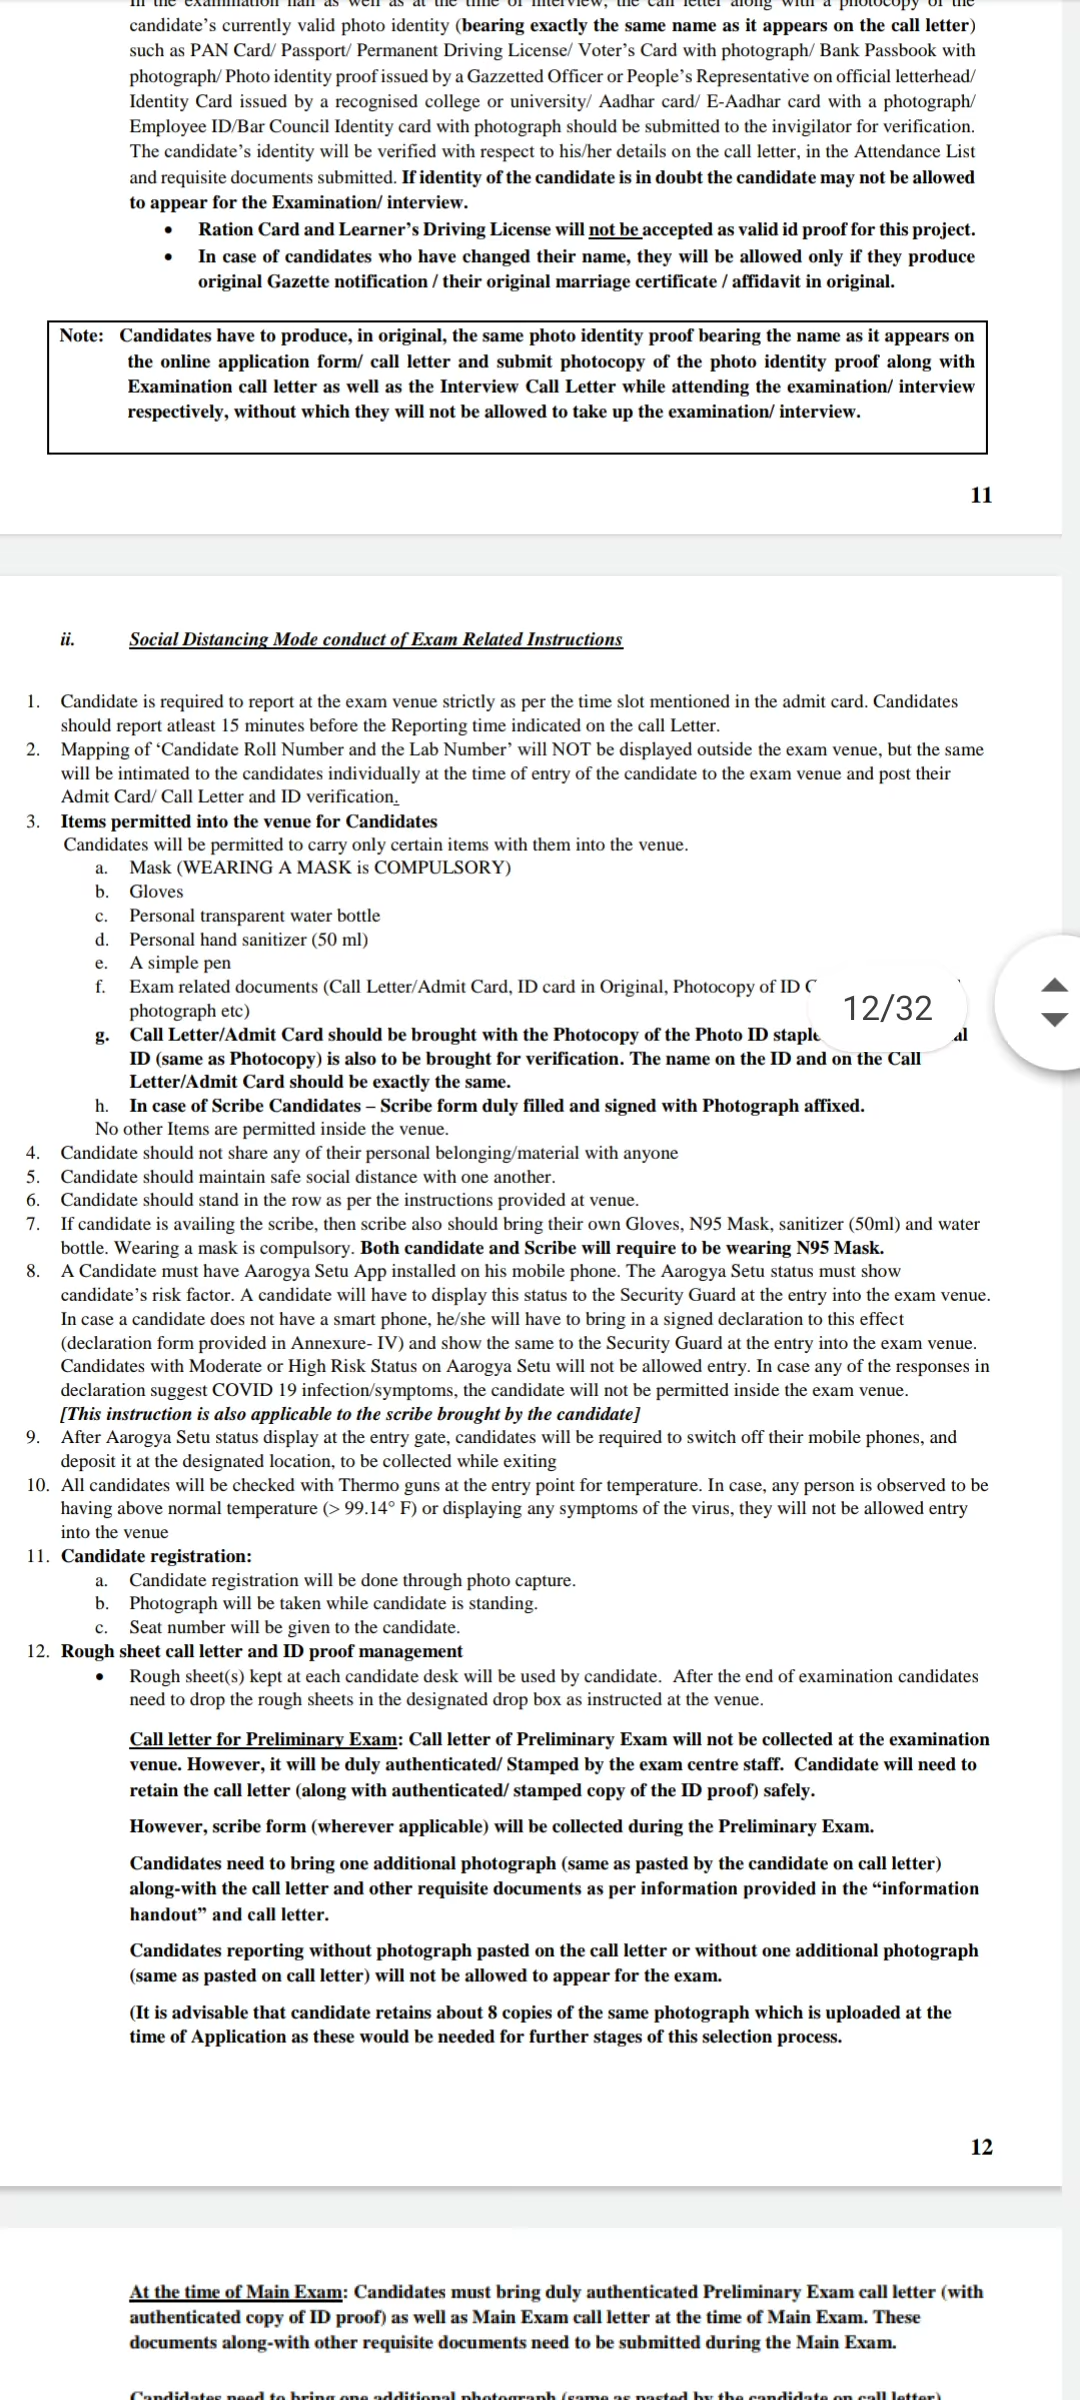 in the examination hall as well as at the time of interview, the call letter along with a photocopy of the
candidate’s currently valid photo identity (bearing exactly the same name as it appears on the call letter)
such as PAN Card/ Passport/ Permanent Driving License/ Voter’s Card with photograph/ Bank Passbook with
photograph/ Photo identity proof issued by a Gazzetted Officer or People’s Representative on official letterhead/
Identity Card issued by a recognised college or university/ Aadhar card/ E-Aadhar card with a photograph/
Employee ID/Bar Council Identity card with photograph should be submitted to the invigilator for verification.
The candidate’s identity will be verified with respect to his/her details on the call letter, in the Attendance List
and requisite documents submitted. If identity of the candidate is in doubt the candidate may not be allowed
to appear for the Examination/ interview.
• Ration Card and Learner’s Driving License will not be accepted as valid id proof for this project.
• In case of candidates who have changed their name, they will be allowed only if they produce
original Gazette notification / their original marriage certificate / affidavit in original.
Note: Candidates have to produce, in original, the same photo identity proof bearing the name as it appears on
the online application form/ call letter and submit photocopy of the photo identity proof along with
Examination call letter as well as the Interview Call Letter while attending the examination/ interview
respectively, without which they will not be allowed to take up the examination/ interview.
11
ii. Social Distancing Mode conduct of Exam Related Instructions
1. Candidate is required to report at the exam venue strictly as per the time slot mentioned in the admit card. Candidates
should report atleast 15 minutes before the Reporting time indicated on the call Letter.
2. Mapping of ‘Candidate Roll Number and the Lab Number’ will NOT be displayed outside the exam venue, but the same
will be intimated to the candidates individually at the time of entry of the candidate to the exam venue and post their
Admit Card/ Call Letter and ID verification.
3. Items permitted into the venue for Candidates
Candidates will be permitted to carry only certain items with them into the venue.
a. Mask (WEARING A MASK is COMPULSORY)
b. Gloves
c. Personal transparent water bottle
d. Personal hand sanitizer (50 ml)
e. A simple pen
f. Exam related documents (Call Letter/Admit Card, ID card in Original, Photocopy of ID
photograph etc)
12/32
g. Call Letter/Admit Card should be brought with the Photocopy of the Photo ID
ID (same as Photocopy) is also to be brought for verification. The name on the ID and on the Call
Letter/Admit Card should be exactly the same.
h. In case of Scribe Candidates – Scribe form duly filled and signed with Photograph affixed.
No other Items are permitted inside the venue.
4. Candidate should not share any of their personal belonging/material with anyone
5. Candidate should maintain safe social distance with one another.
6. Candidate should stand in the row as per the instructions provided at venue.
7. If candidate is availing the scribe, then scribe also should bring their own Gloves, N95 Mask, sanitizer (50ml) and water
bottle. Wearing a mask is compulsory. Both candidate and Scribe will require to be wearing N95 Mask.
8. A Candidate must have Aarogya Setu App installed on his mobile phone. The Aarogya Setu status must show
candidate’s risk factor. A candidate will have to display this status to the Security Guard at the entry into the exam venue.
In case a candidate does not have a smart phone, he/she will have to bring in a signed declaration to this effect
(declaration form provided in Annexure- IV) and show the same to the Security Guard at the entry into the exam venue.
Candidates with Moderate or High Risk Status on Aarogya Setu will not be allowed entry. In case any of the responses in
declaration suggest COVID 19 infection/symptoms, the candidate will not be permitted inside the exam venue.
[This instruction is also applicable to the scribe brought by the candidate]
9. After Aarogya Setu status display at the entry gate, candidates will be required to switch off their mobile phones, and
deposit it at the designated location, to be collected while exiting
10. All candidates will be checked with Thermo guns at the entry point for temperature. In case, any person is observed to be
having above normal temperature (> 99.14° F) or displaying any symptoms of the virus, they will not be allowed entry
into the venue
11. Candidate registration:
a. Candidate registration will be done through photo capture.
b. Photograph will be taken while candidate is standing.
c. Seat number will be given to the candidate.
12. Rough sheet call letter and ID proof management
• Rough sheet(s) kept at each candidate desk will be used by candidate. After the end of examination candidates
need to drop the rough sheets in the designated drop box as instructed at the venue.
Call letter for Preliminary Exam: Call letter of Preliminary Exam will not be collected at the examination
venue. However, it will be duly authenticated/ Stamped by the exam centre staff. Candidate will need to
retain the call letter (along with authenticated/ stamped copy of the ID proof) safely.
However, scribe form (wherever applicable) will be collected during the Preliminary Exam.
Candidates need to bring one additional photograph (same as pasted by the candidate on call letter)
along-with the call letter and other requisite documents as per information provided in the “information
handout” and call letter.
Candidates reporting without photograph pasted on the call letter or without one additional photograph
(same as pasted on call letter) will not be allowed to appear for the exam.
(It is advisable that candidate retains about 8 copies of the same photograph which is uploaded at the
time of Application as these would be needed for further stages of this selection process.
12
At the time of Main Exam: Candidates must bring duly authenticated Preliminary Exam call letter (with
authenticated copy of ID proof) as well as Main Exam call letter at the time of Main Exam. These
documents along-with other requisite documents need to be submitted during the Main Exam.
Candidates need to bring one additional photograph (same as pasted by the candidate on call letter)